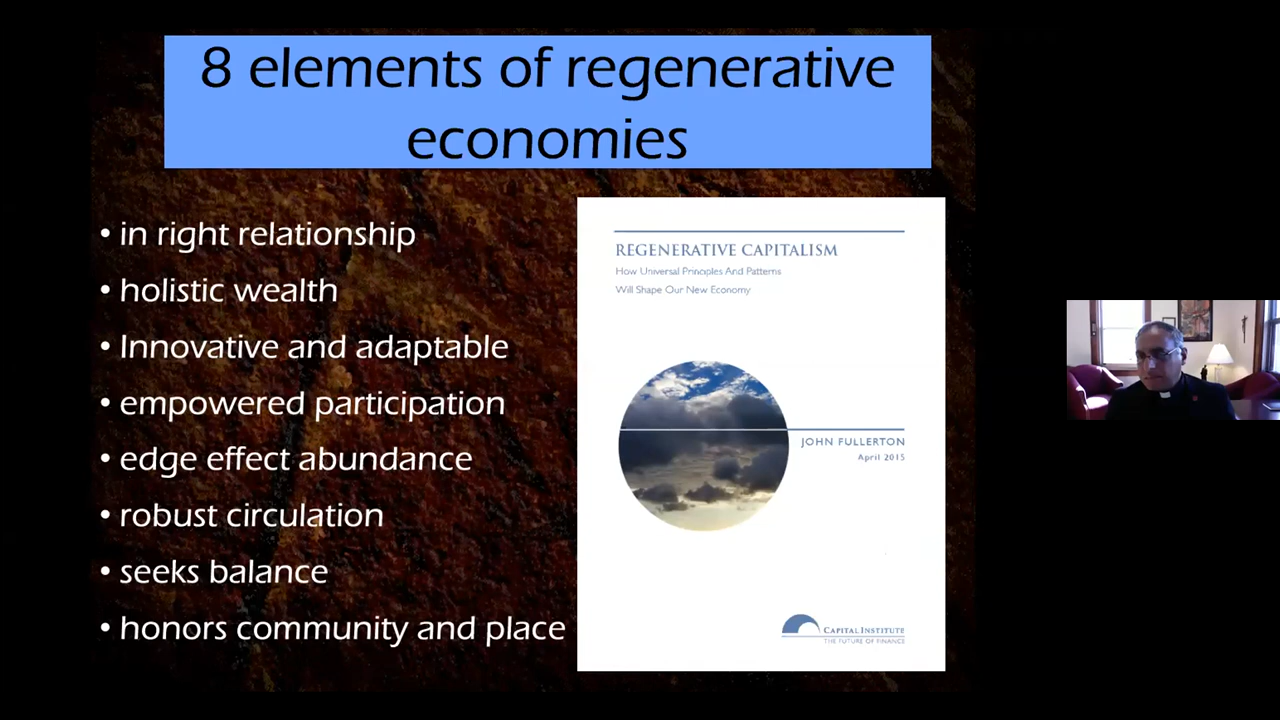 8 elements of regenerative
economies
• in right relationship
• holistic wealth
• Innovative and adaptable
• empowered participation
• edge effect abundance
• robust circulation
• seeks balance
• honors community and place
REGENERATIVE CAPITALISM
How Universal Principles And Patterns
Will Shape Our New Economy
JOHN FULLERTON
April 2015
CAPITAL INSTITUTE
THE FUTURE OF FINANCE